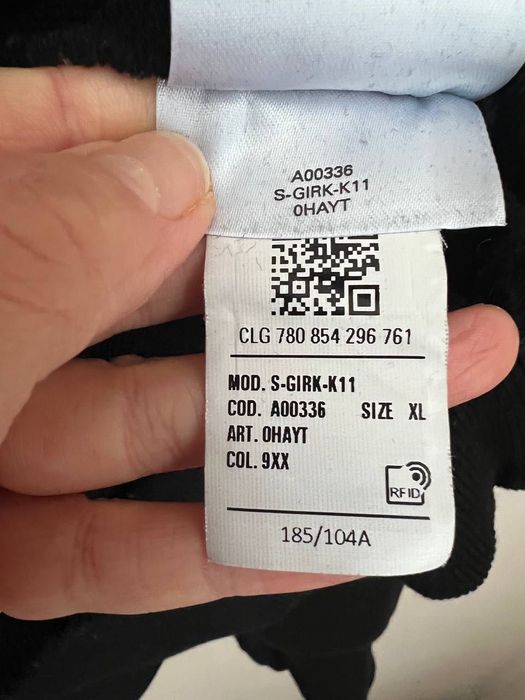 A00336
S-GIRK-K11
0HAYT
CLG 780 854 296 761
MOD. S-GIRK-K11
COD. A00336 SIZE XL
ART. 0HAYT
COL. 9XX
RFID
185/104A